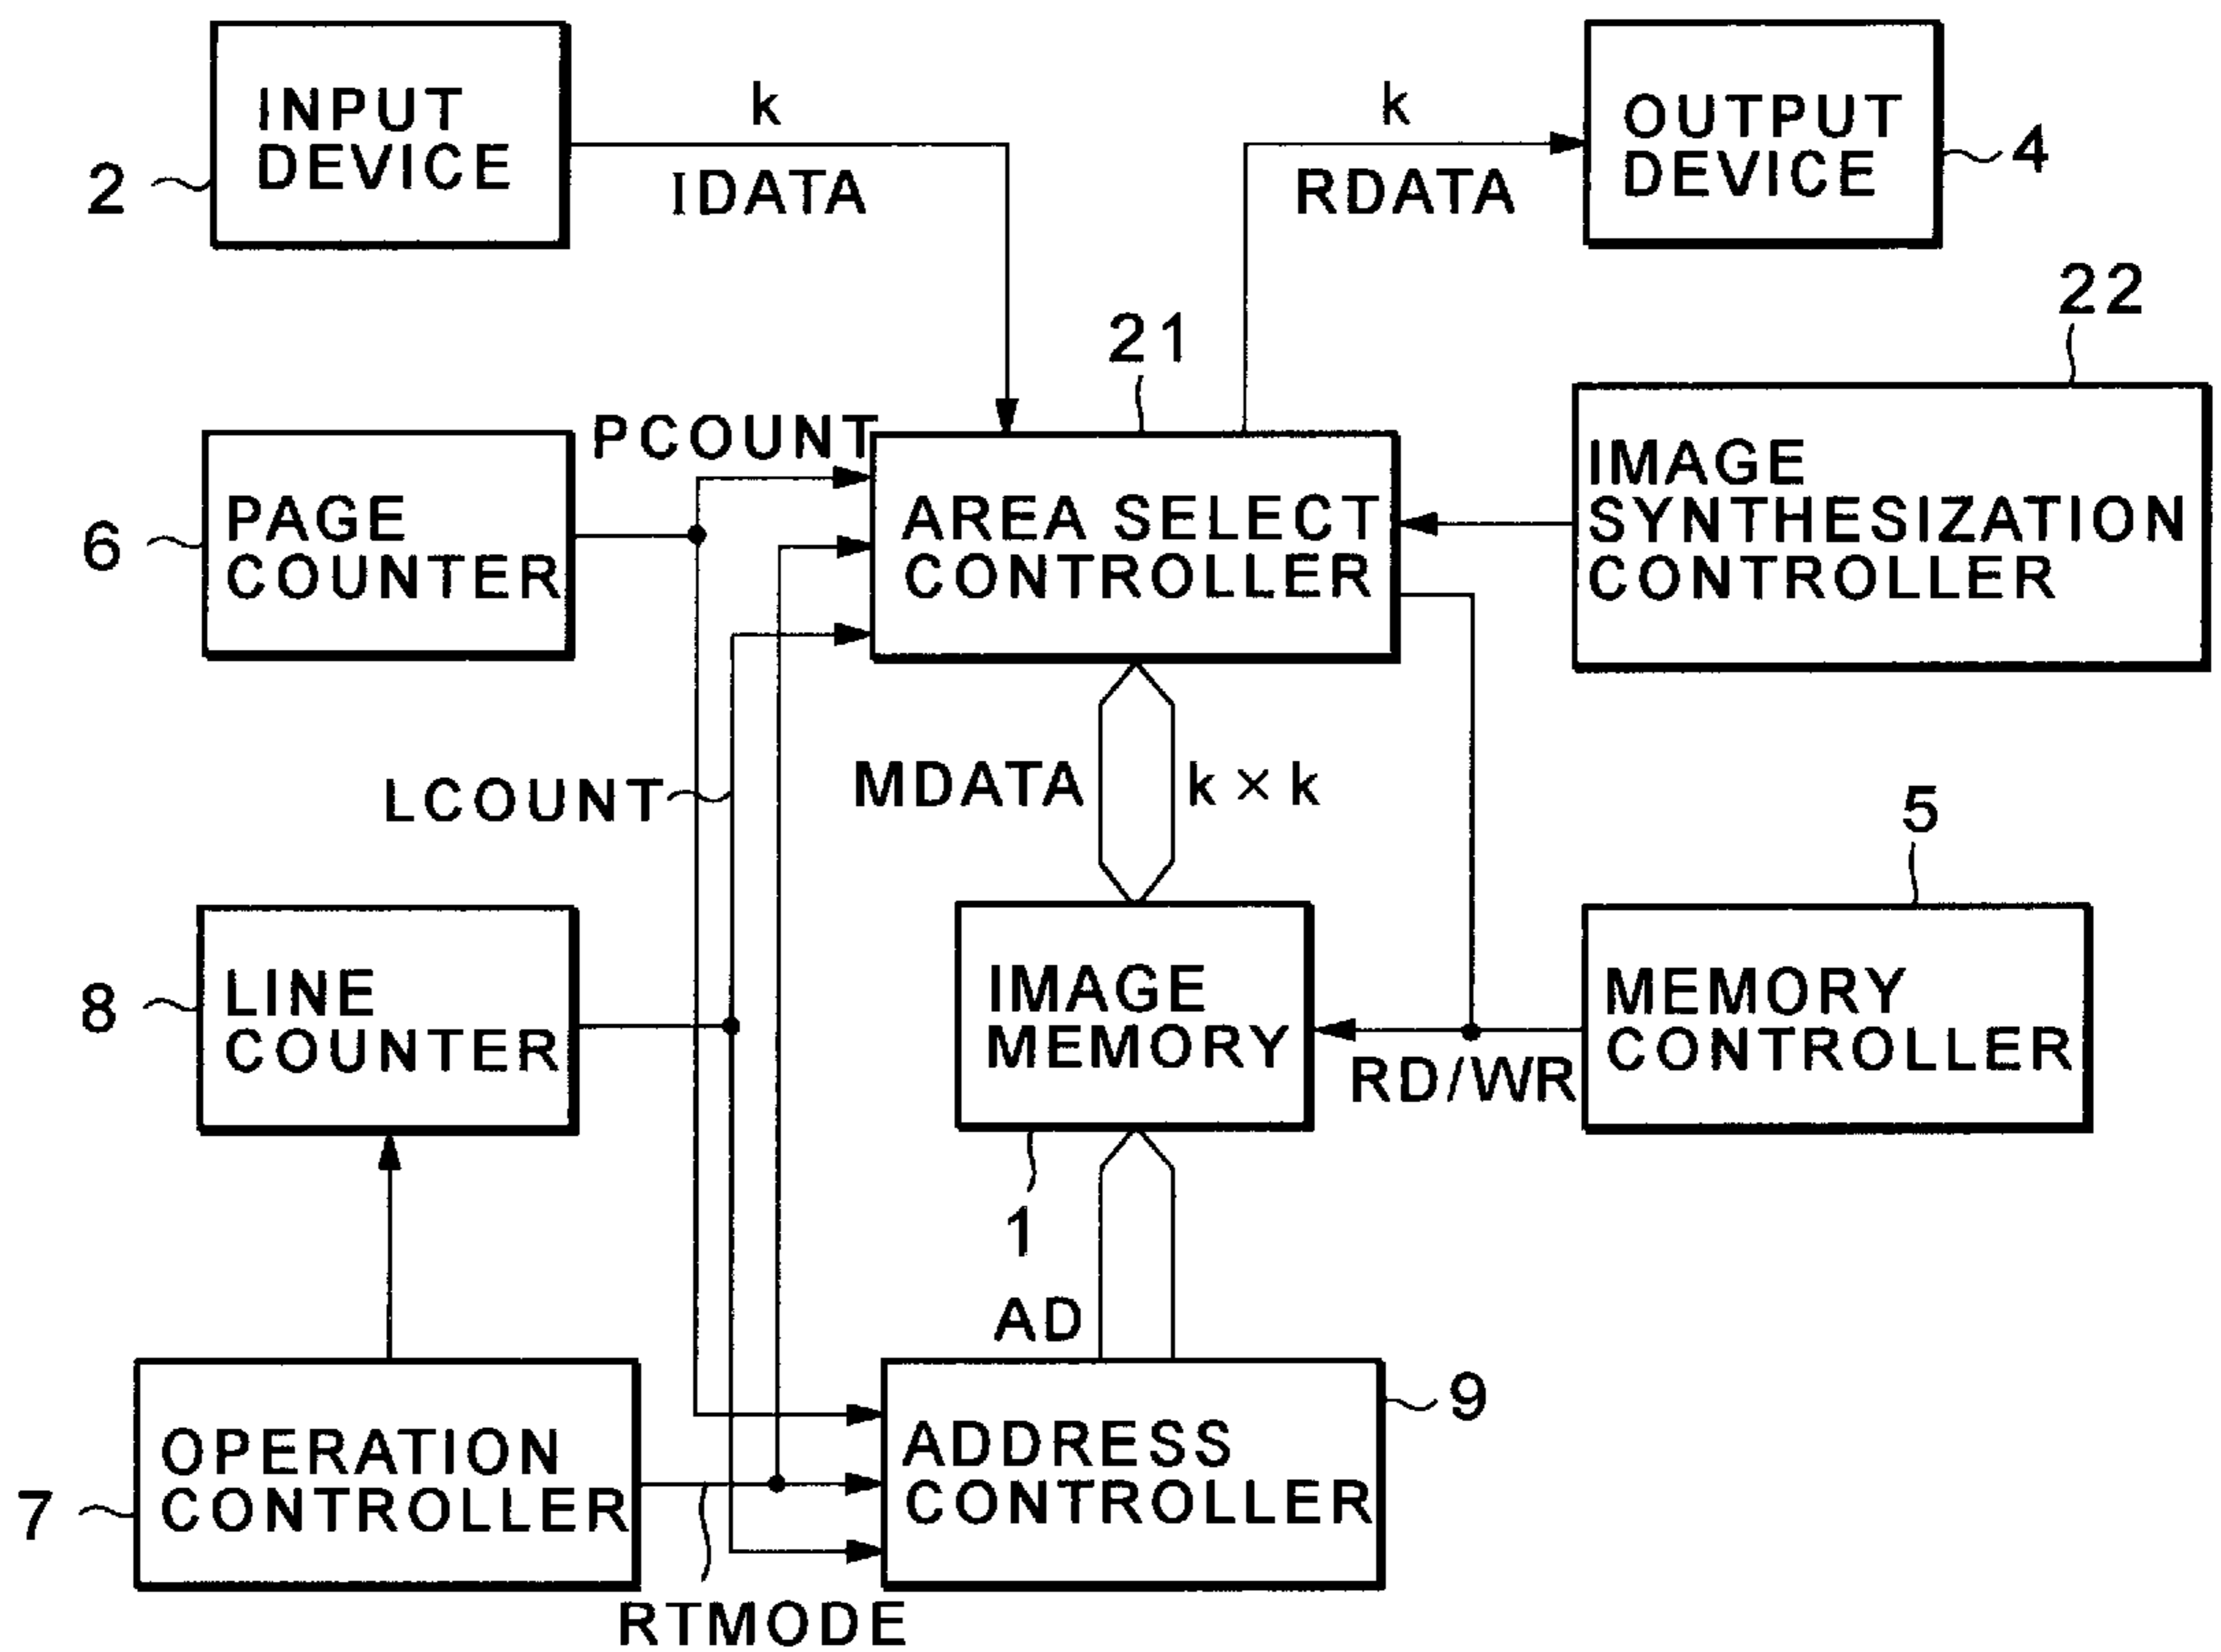 INPUT
DEVICE
2
k
IDATA
k
RDATA
OUTPUT
DEVICE
4
22
21
PCOUNT
PAGE
COUNTER
6
AREA SELECT
CONTROLLER
IMAGE
SYNTHESIZATION
CONTROLLER
LCOUNT
MDATA
k × k
5
LINE
COUNTER
8
IMAGE
MEMORY
MEMORY
CONTROLLER
RD/WR
1
AD
OPERATION
CONTROLLER
7
ADDRESS
CONTROLLER
9
RTMODE